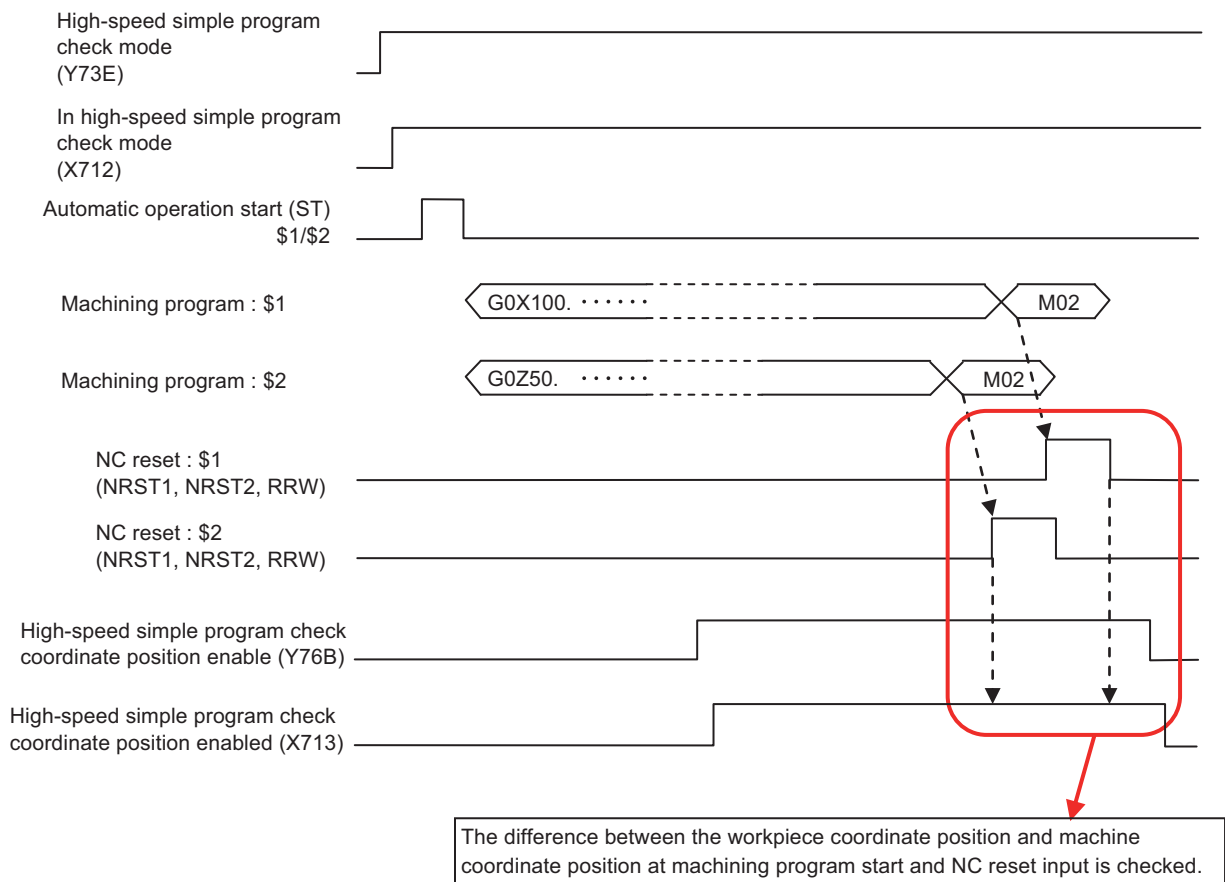 High-speed simple program
check mode
(Y73E)
In high-speed simple program
check mode
(X712)
Automatic operation start (ST)
$1/$2
Machining program : $1
G0X100. ······
M02
Machining program : $2
G0Z50. ······
M02
NC reset : $1
(NRST1, NRST2, RRW)
NC reset : $2
(NRST1, NRST2, RRW)
High-speed simple program check
coordinate position enable (Y76B)
High-speed simple program check
coordinate position enabled (X713)
The difference between the workpiece coordinate position and machine
coordinate position at machining program start and NC reset input is checked.